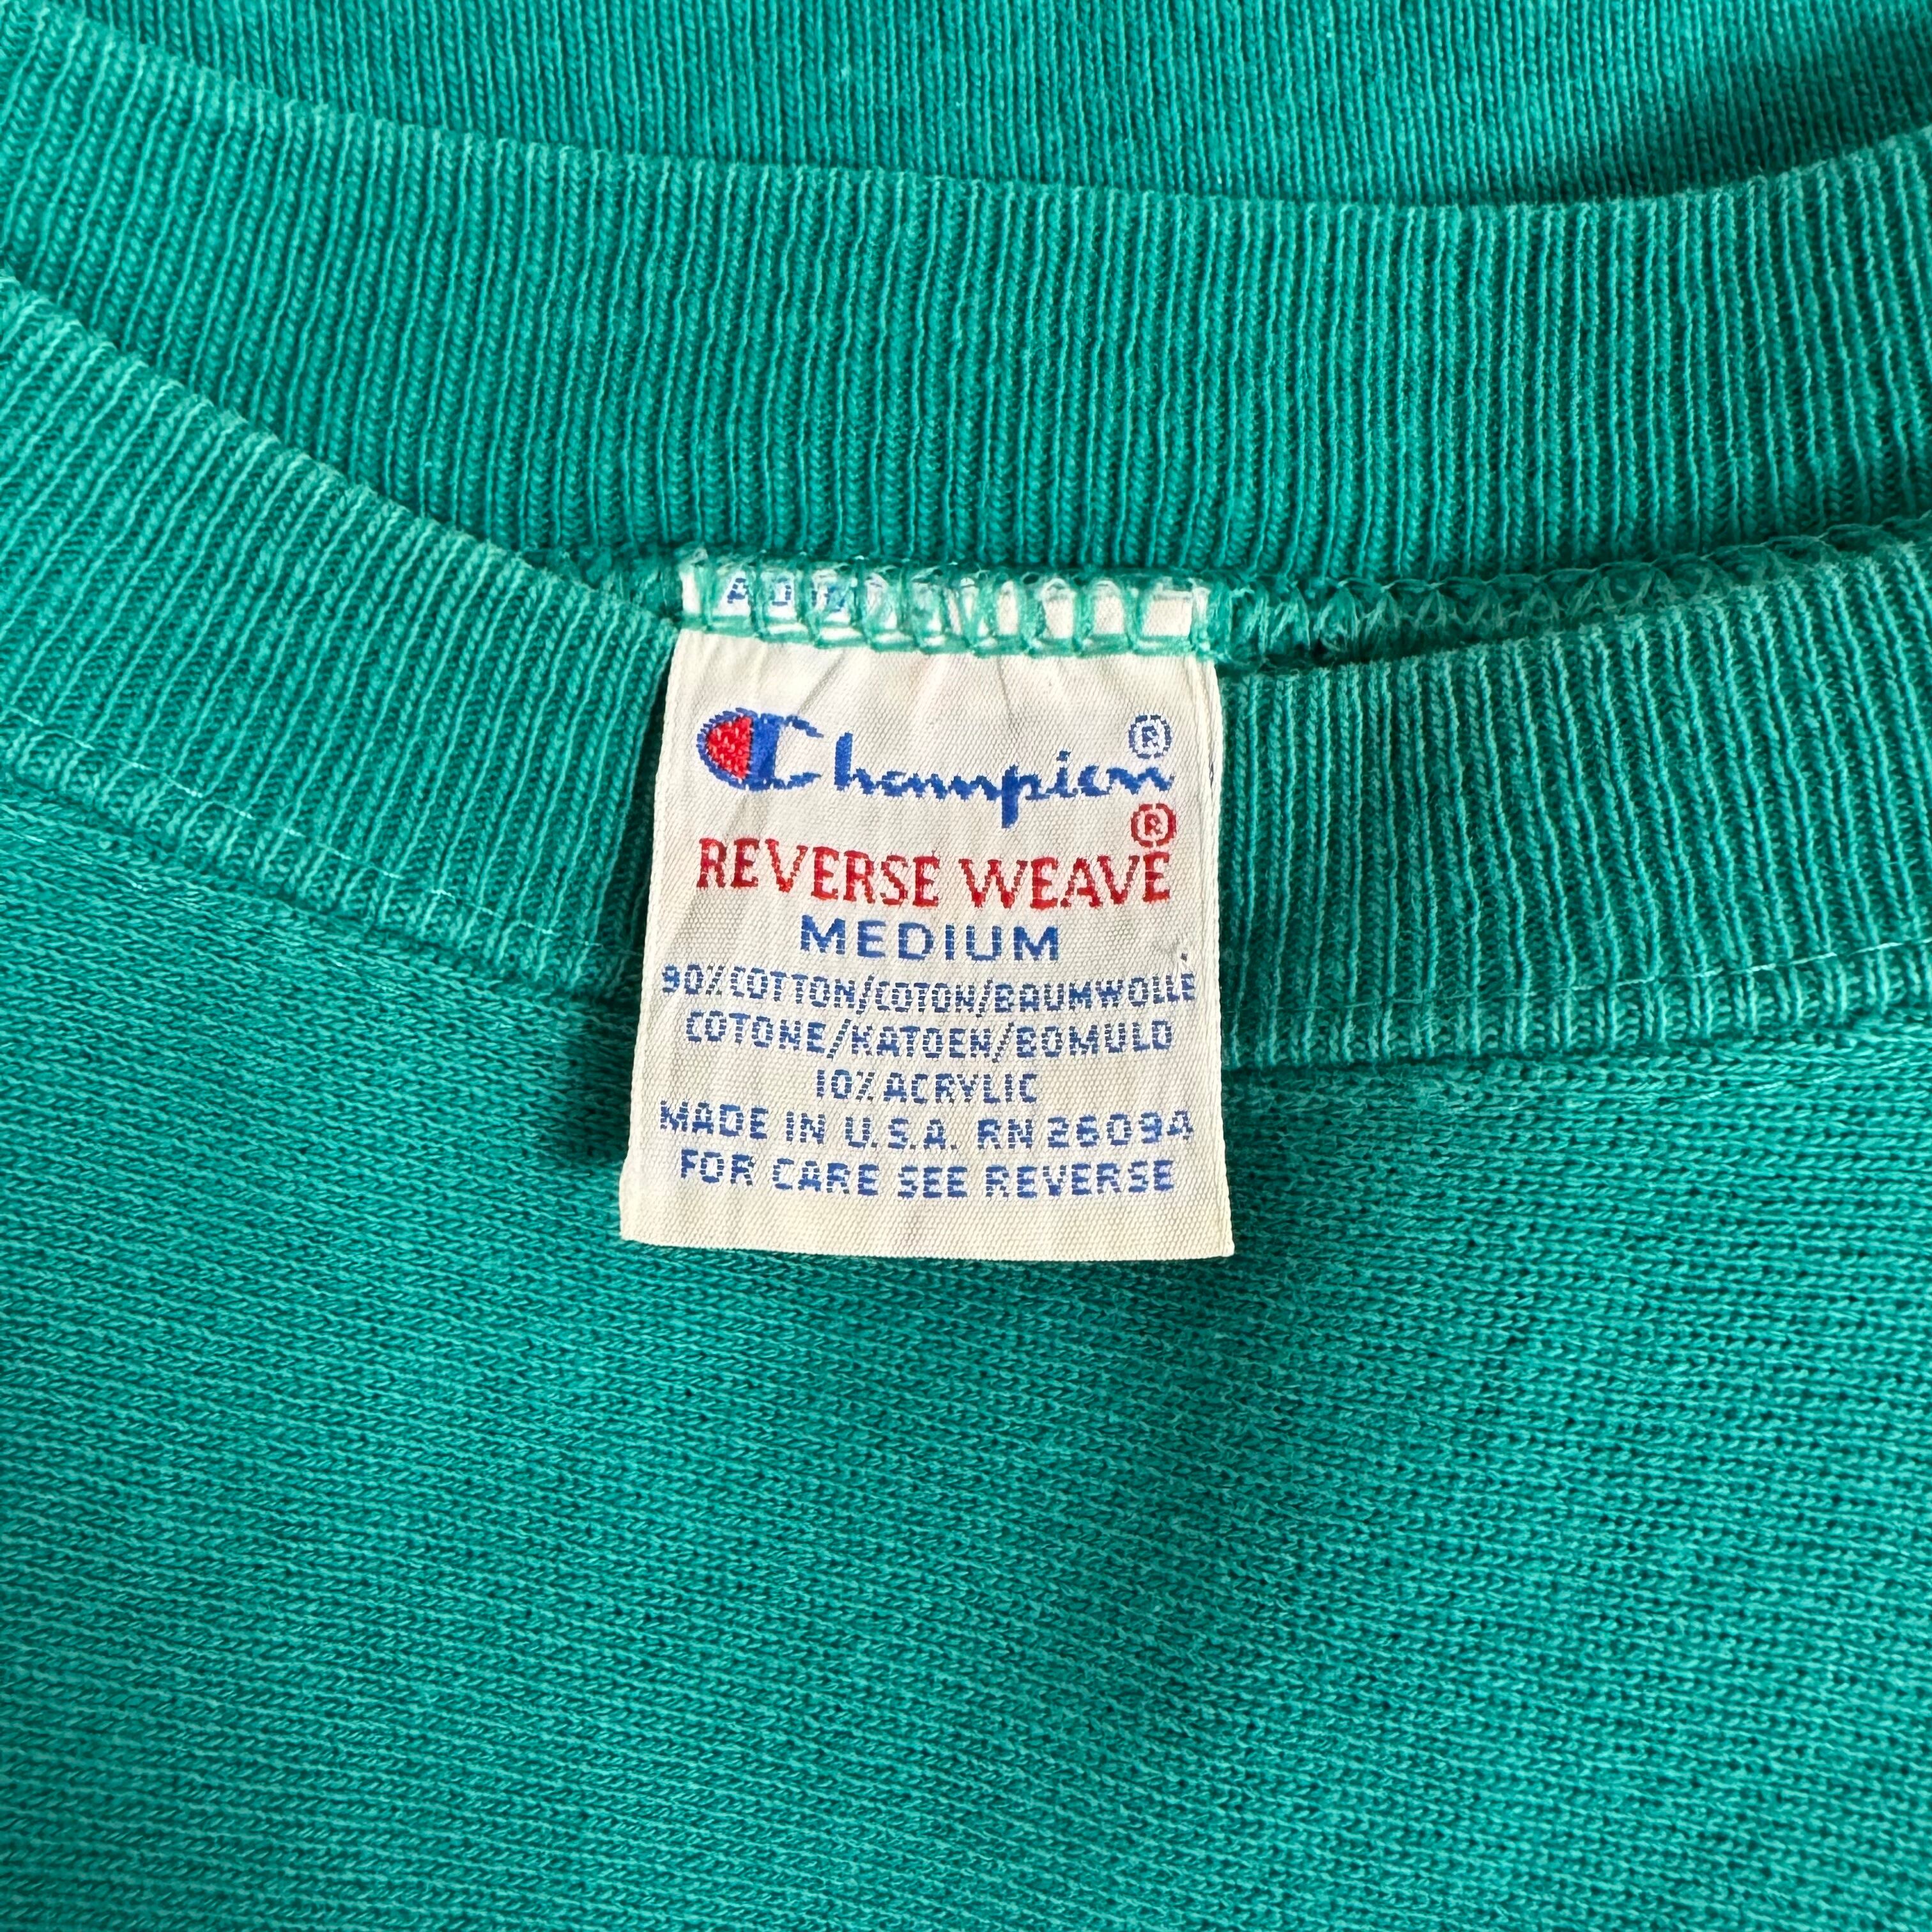 Champion®
REVERSE WEAVE®
MEDIUM
90% COTTON/COTON/BAUMWOLLE
COTONE/KATOEN/BOMULD
10% ACRYLIC
MADE IN U.S.A. RN 26094
FOR CARE SEE REVERSE